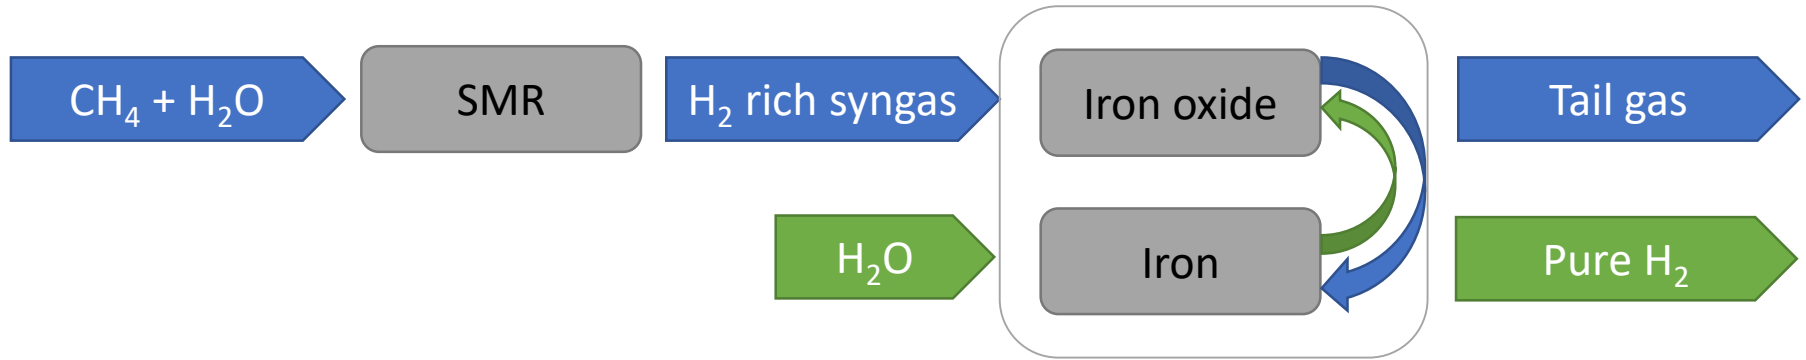 CH₄ + H₂O
SMR
H₂ rich syngas
Iron oxide
Tail gas
H₂O
Iron
Pure H₂